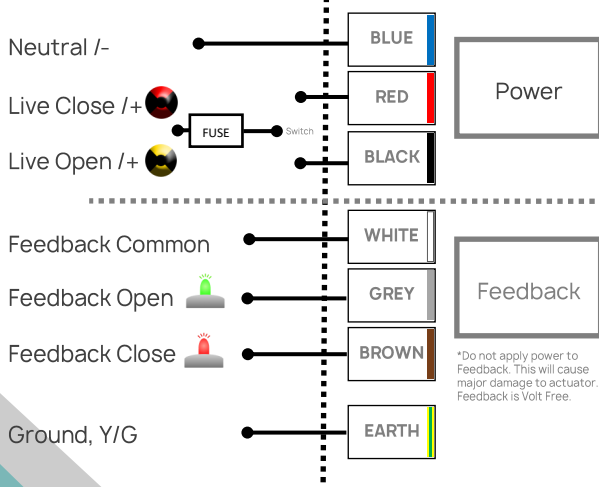 Neutral /-
BLUE
Live Close /+
RED
FUSE
Switch
Live Open /+
BLACK
Power
Feedback Common
WHITE
Feedback Open
GREY
Feedback
Feedback Close
BROWN
*Do not apply power to
Feedback. This will cause
major damage to actuator.
Feedback is Volt Free.
Ground, Y/G
EARTH